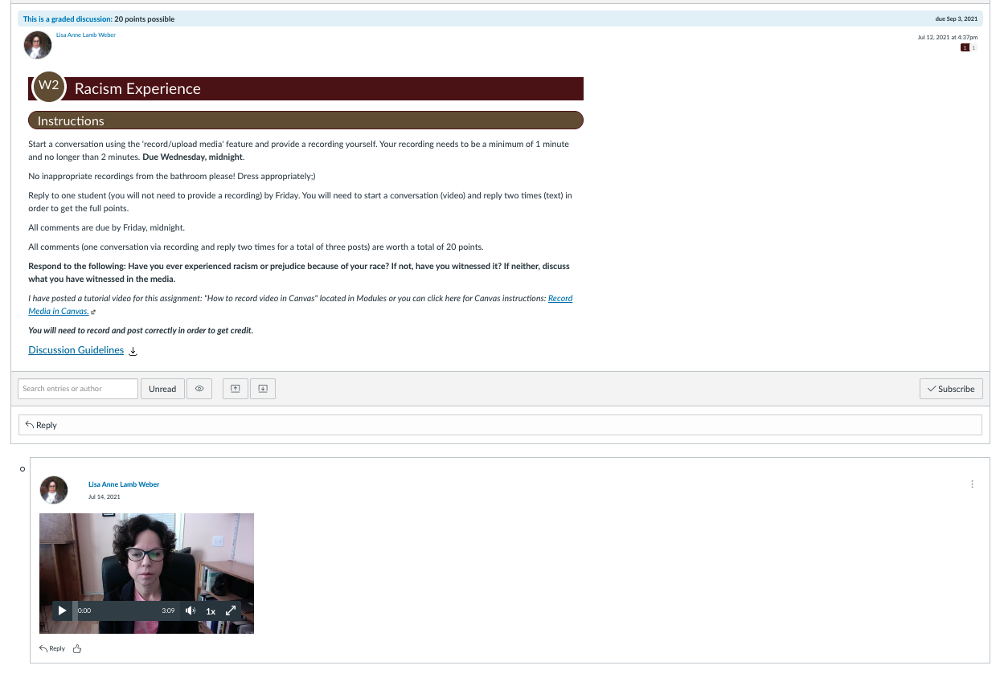 This is a graded discussion: 20 points possible due Sep 3, 2021
Lisa Anne Lamb Weber Jul 12, 2021 at 4:37pm
1 1
W2 Racism Experience
Instructions
Start a conversation using the 'record/upload media' feature and provide a recording yourself. Your recording needs to be a minimum of 1 minute
and no longer than 2 minutes. Due Wednesday, midnight.
No inappropriate recordings from the bathroom please! Dress appropriately;)
Reply to one student (you will not need to provide a recording) by Friday. You will need to start a conversation (video) and reply two times (text) in
order to get the full points.
All comments are due by Friday, midnight.
All comments (one conversation via recording and reply two times for a total of three posts) are worth a total of 20 points.
Respond to the following: Have you ever experienced racism or prejudice because of your race? If not, have you witnessed it? If neither, discuss
what you have witnessed in the media.
I have posted a tutorial video for this assignment: "How to record video in Canvas" located in Modules or you can click here for Canvas instructions: Record
Media in Canvas.
You will need to record and post correctly in order to get credit.
Discussion Guidelines
Search entries or author Unread Subscribe
Reply
Lisa Anne Lamb Weber
Jul 14, 2021
0:00 3:09 1x
Reply